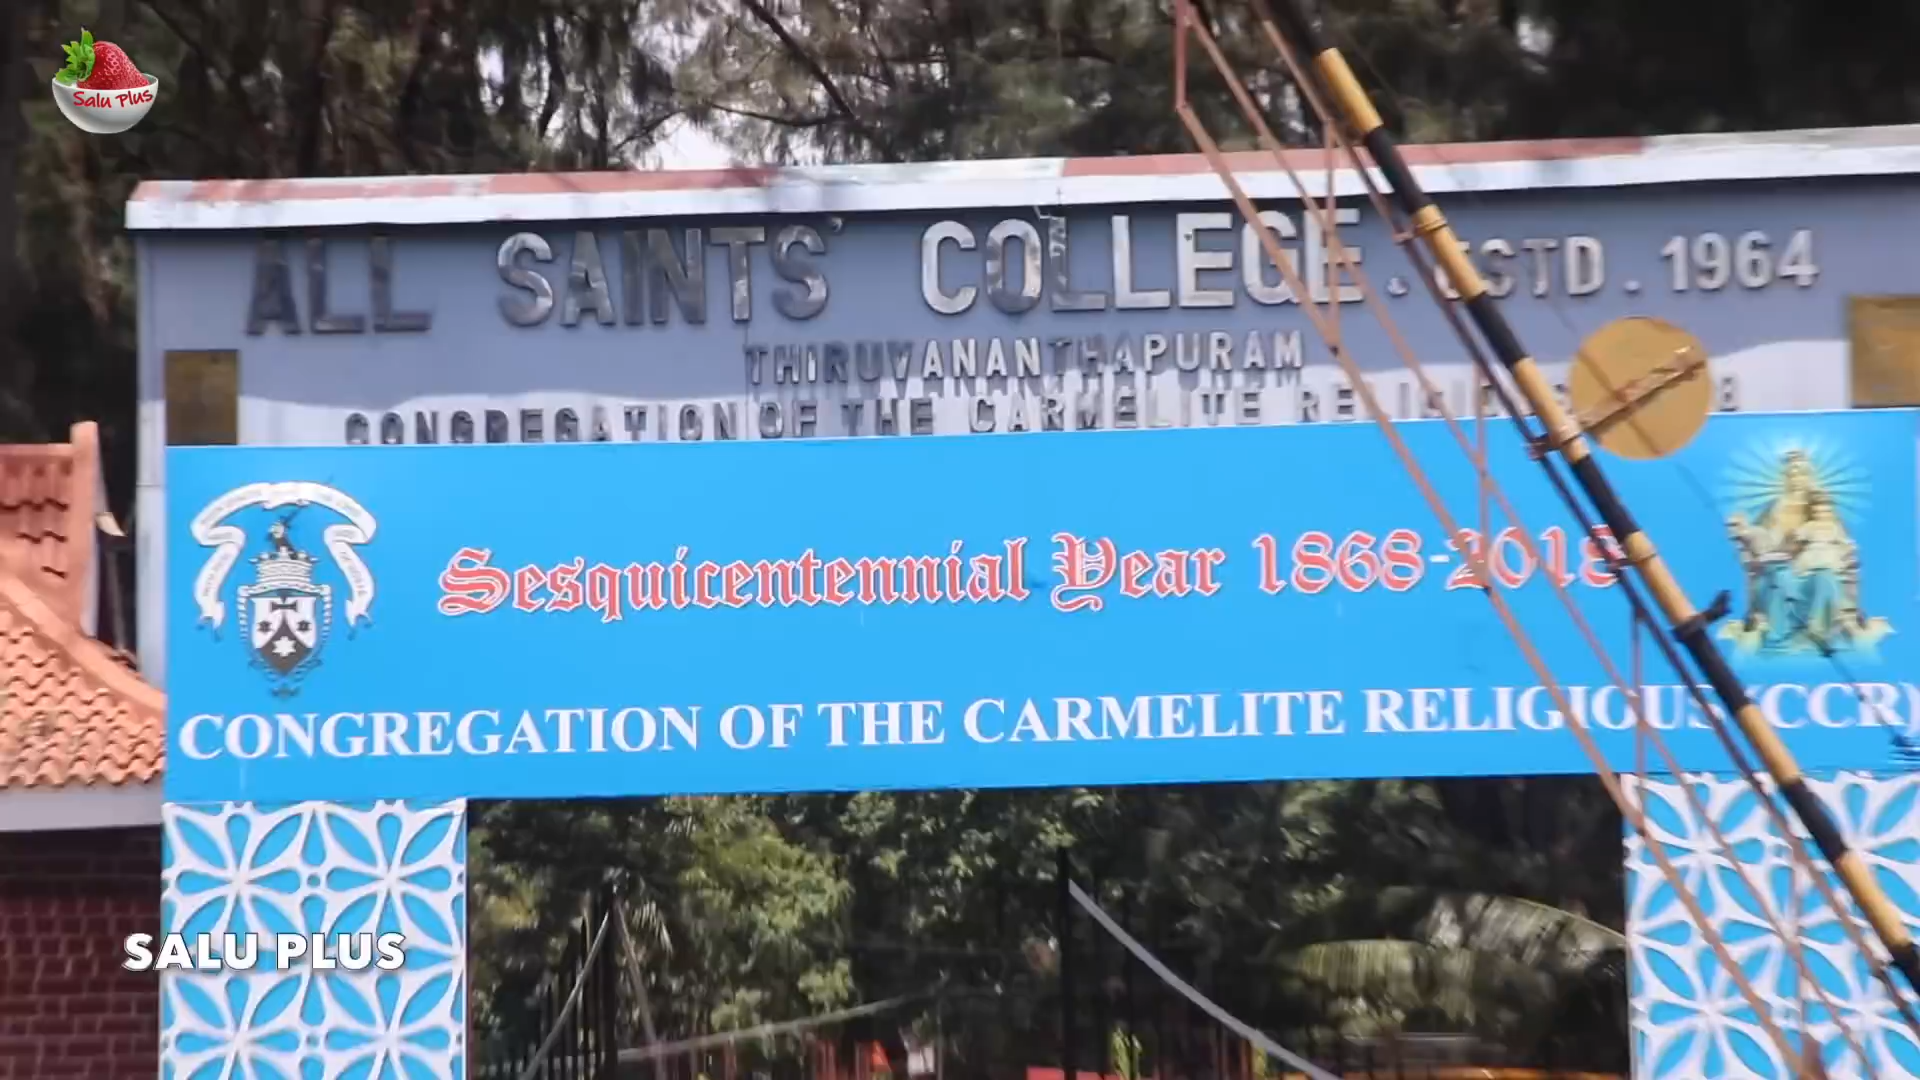 Salu Plus
ALL SAINTS' COLLEGE. ESTD. 1964
THIRUVANANTHAPURAM
CONGREGATION OF THE CARMELITE RELIGIOUS
Sesquicentennial Year 1868-2018
CONGREGATION OF THE CARMELITE RELIGIOUS (CCR)
SALU PLUS